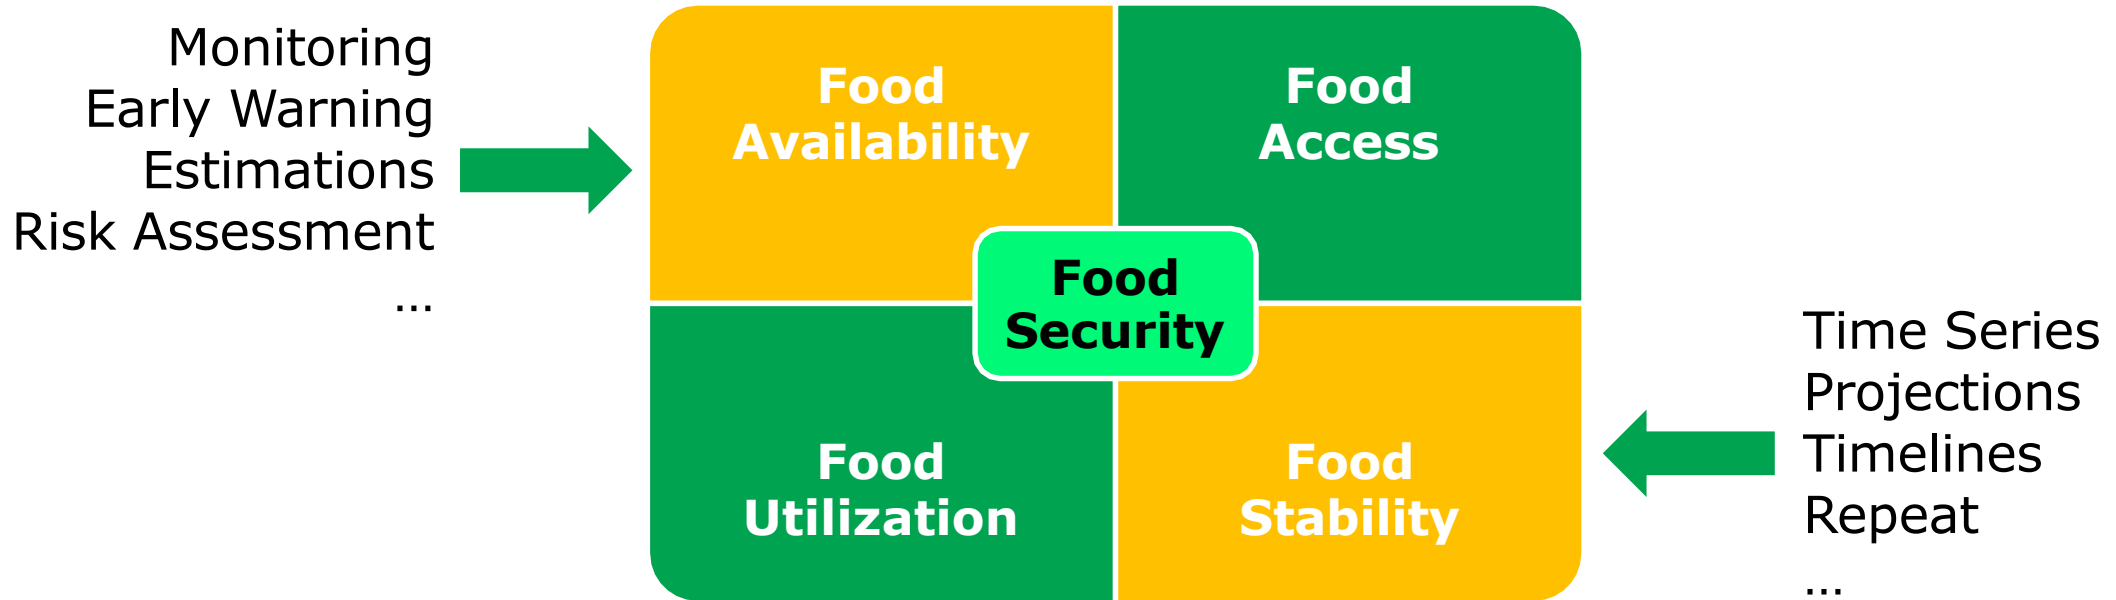 Monitoring
Early Warning
Estimations
Risk Assessment
...
Food
Availability
Food
Access
Food
Security
Food
Utilization
Food
Stability
Time Series
Projections
Timelines
Repeat
...